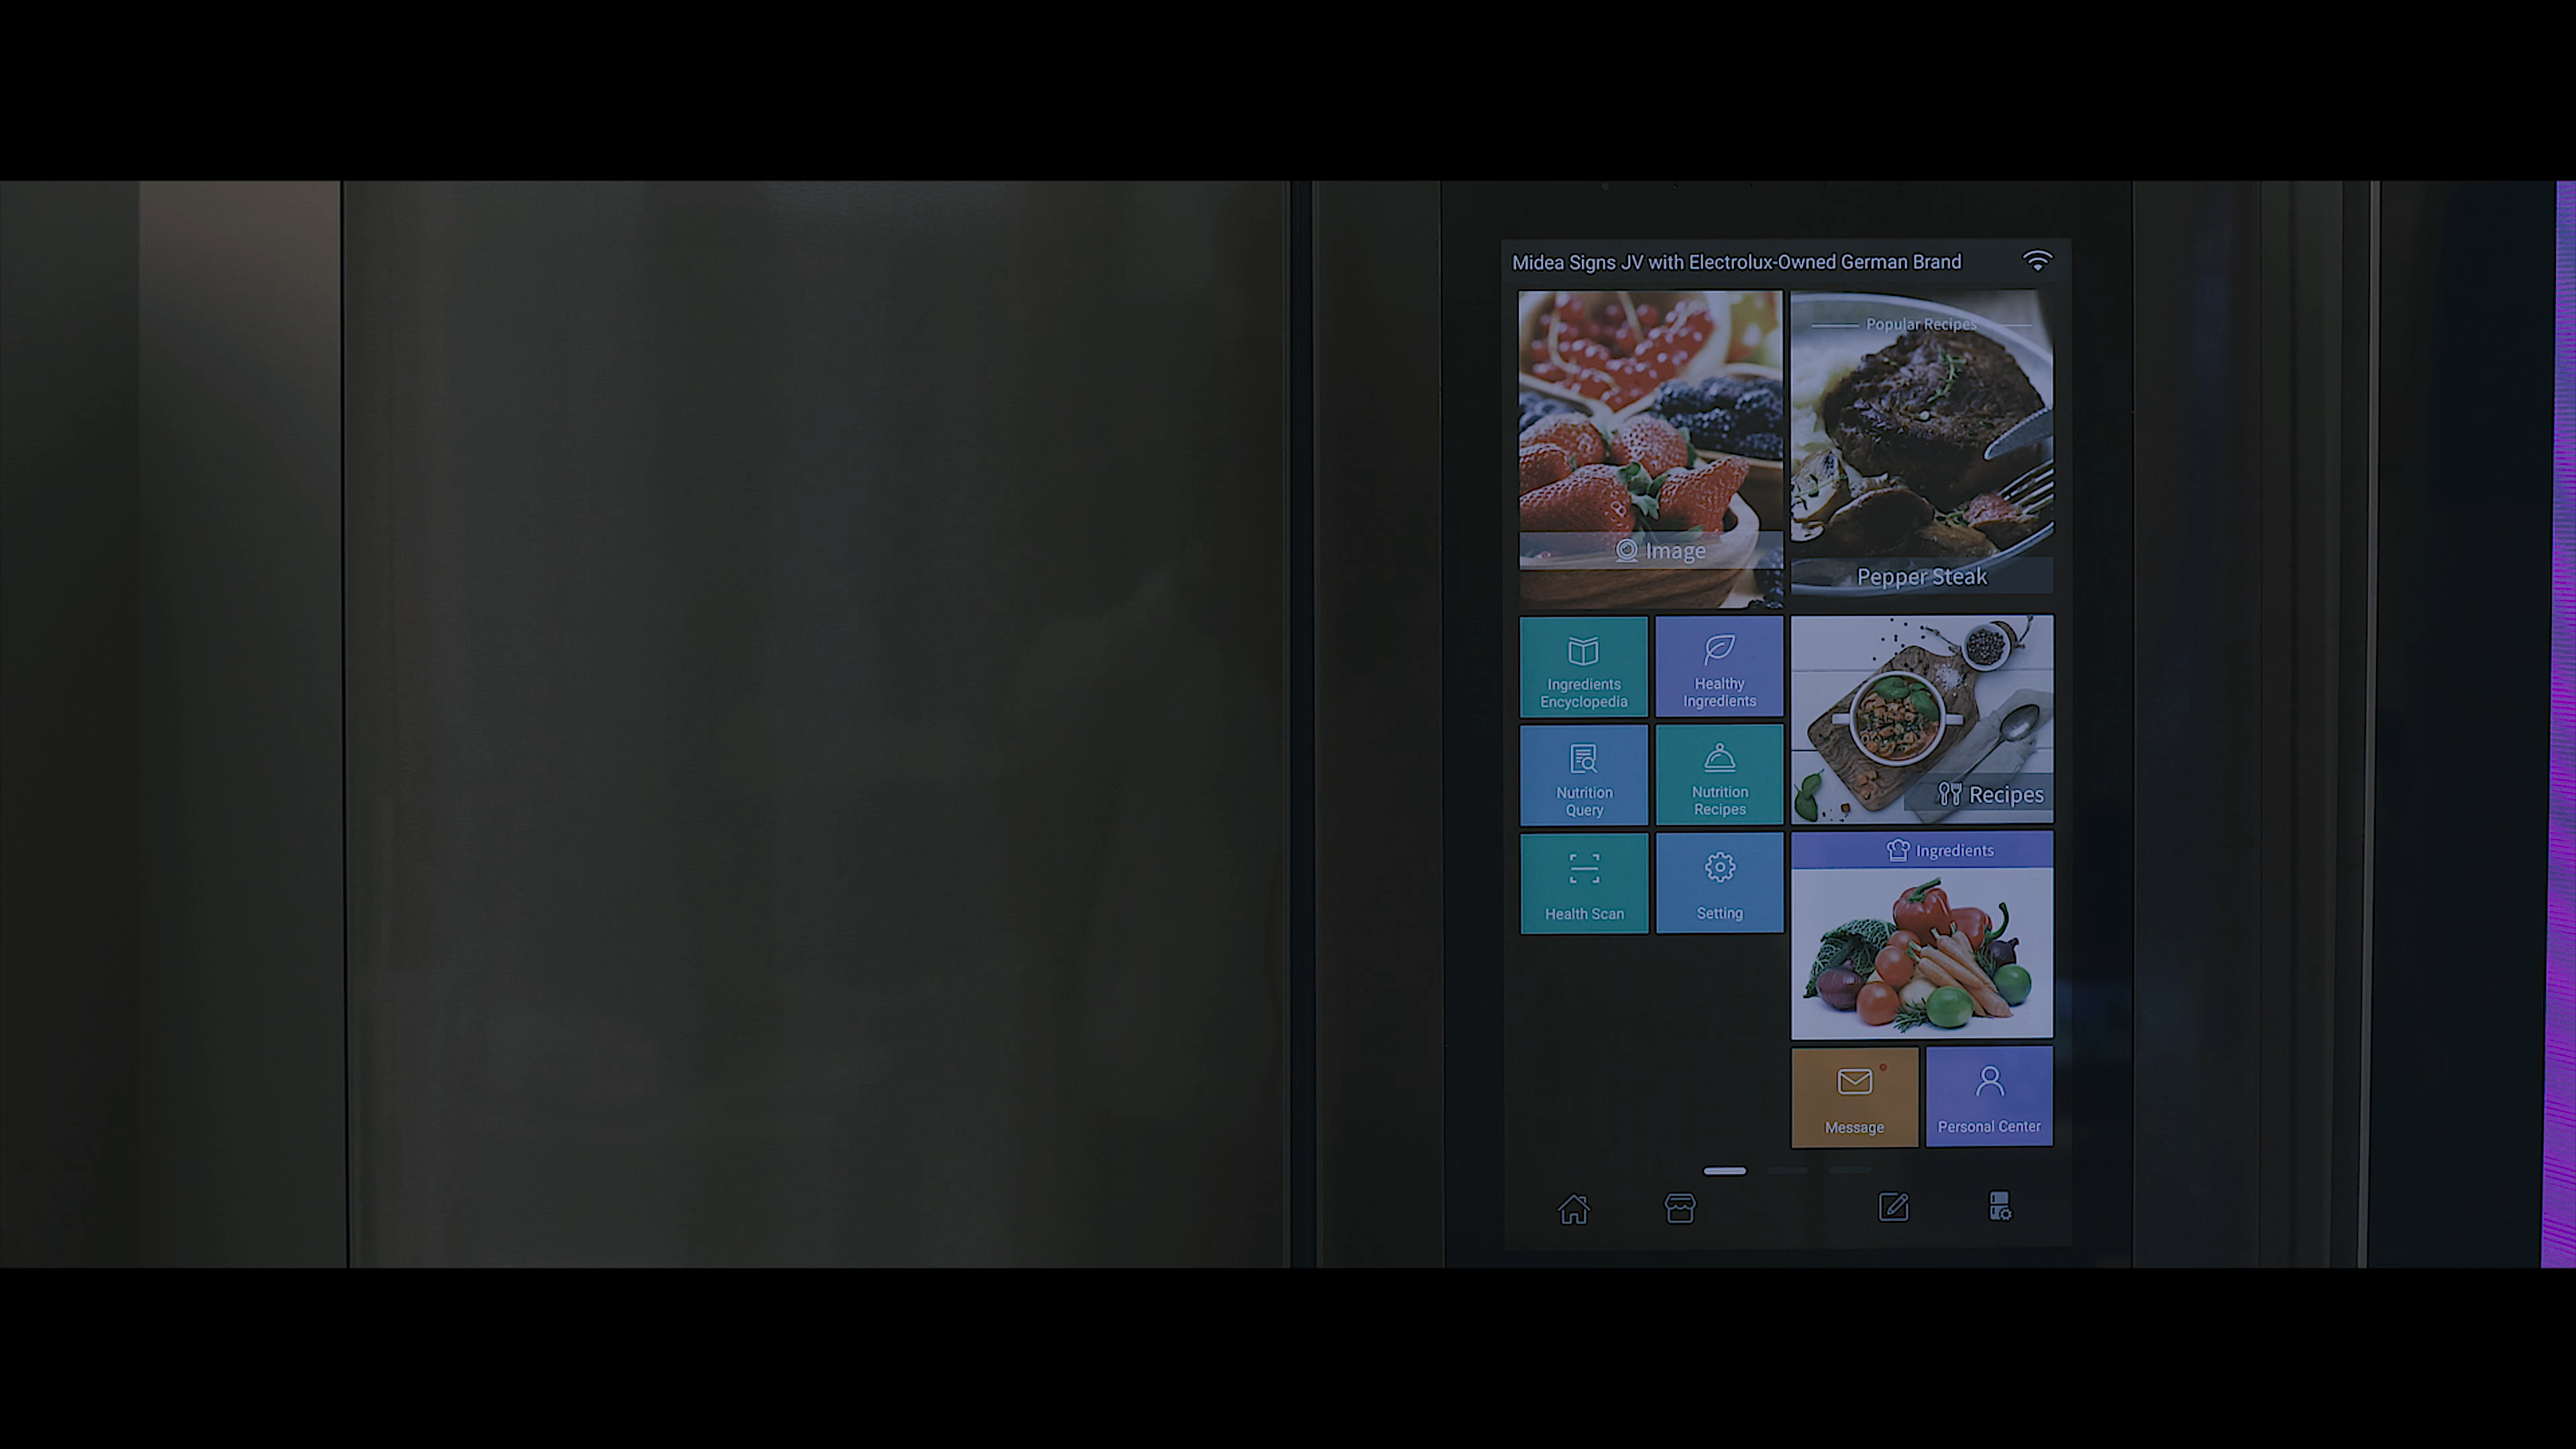 Midea Signs JV with Electrolux-Owned German Brand
Popular Recipes
Image
Pepper Steak
Ingredients
Encyclopedia
Healthy
Ingredients
Nutrition
Query
Nutrition
Recipes
Recipes
Health Scan
Setting
Ingredients
Message
Personal Center